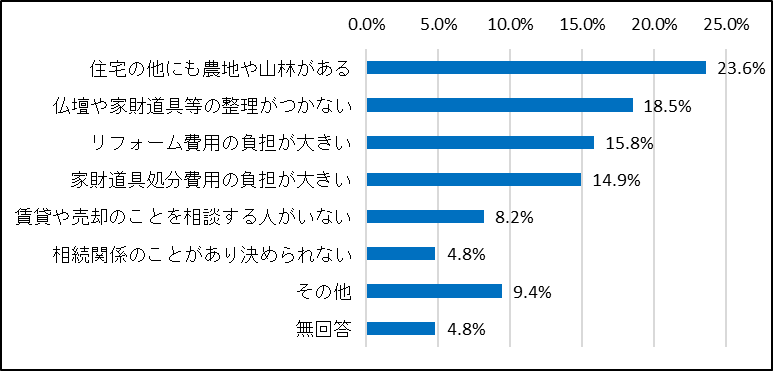 0.0% 5.0% 10.0% 15.0% 20.0% 25.0%
住宅の他にも農地や山林がある 23.6%
仏壇や家財道具等の整理がつかない 18.5%
リフォーム費用の負担が大きい 15.8%
家財道具処分費用の負担が大きい 14.9%
賃貸や売却のことを相談する人がいない 8.2%
相続関係のことがあり決められない 4.8%
その他 9.4%
無回答 4.8%